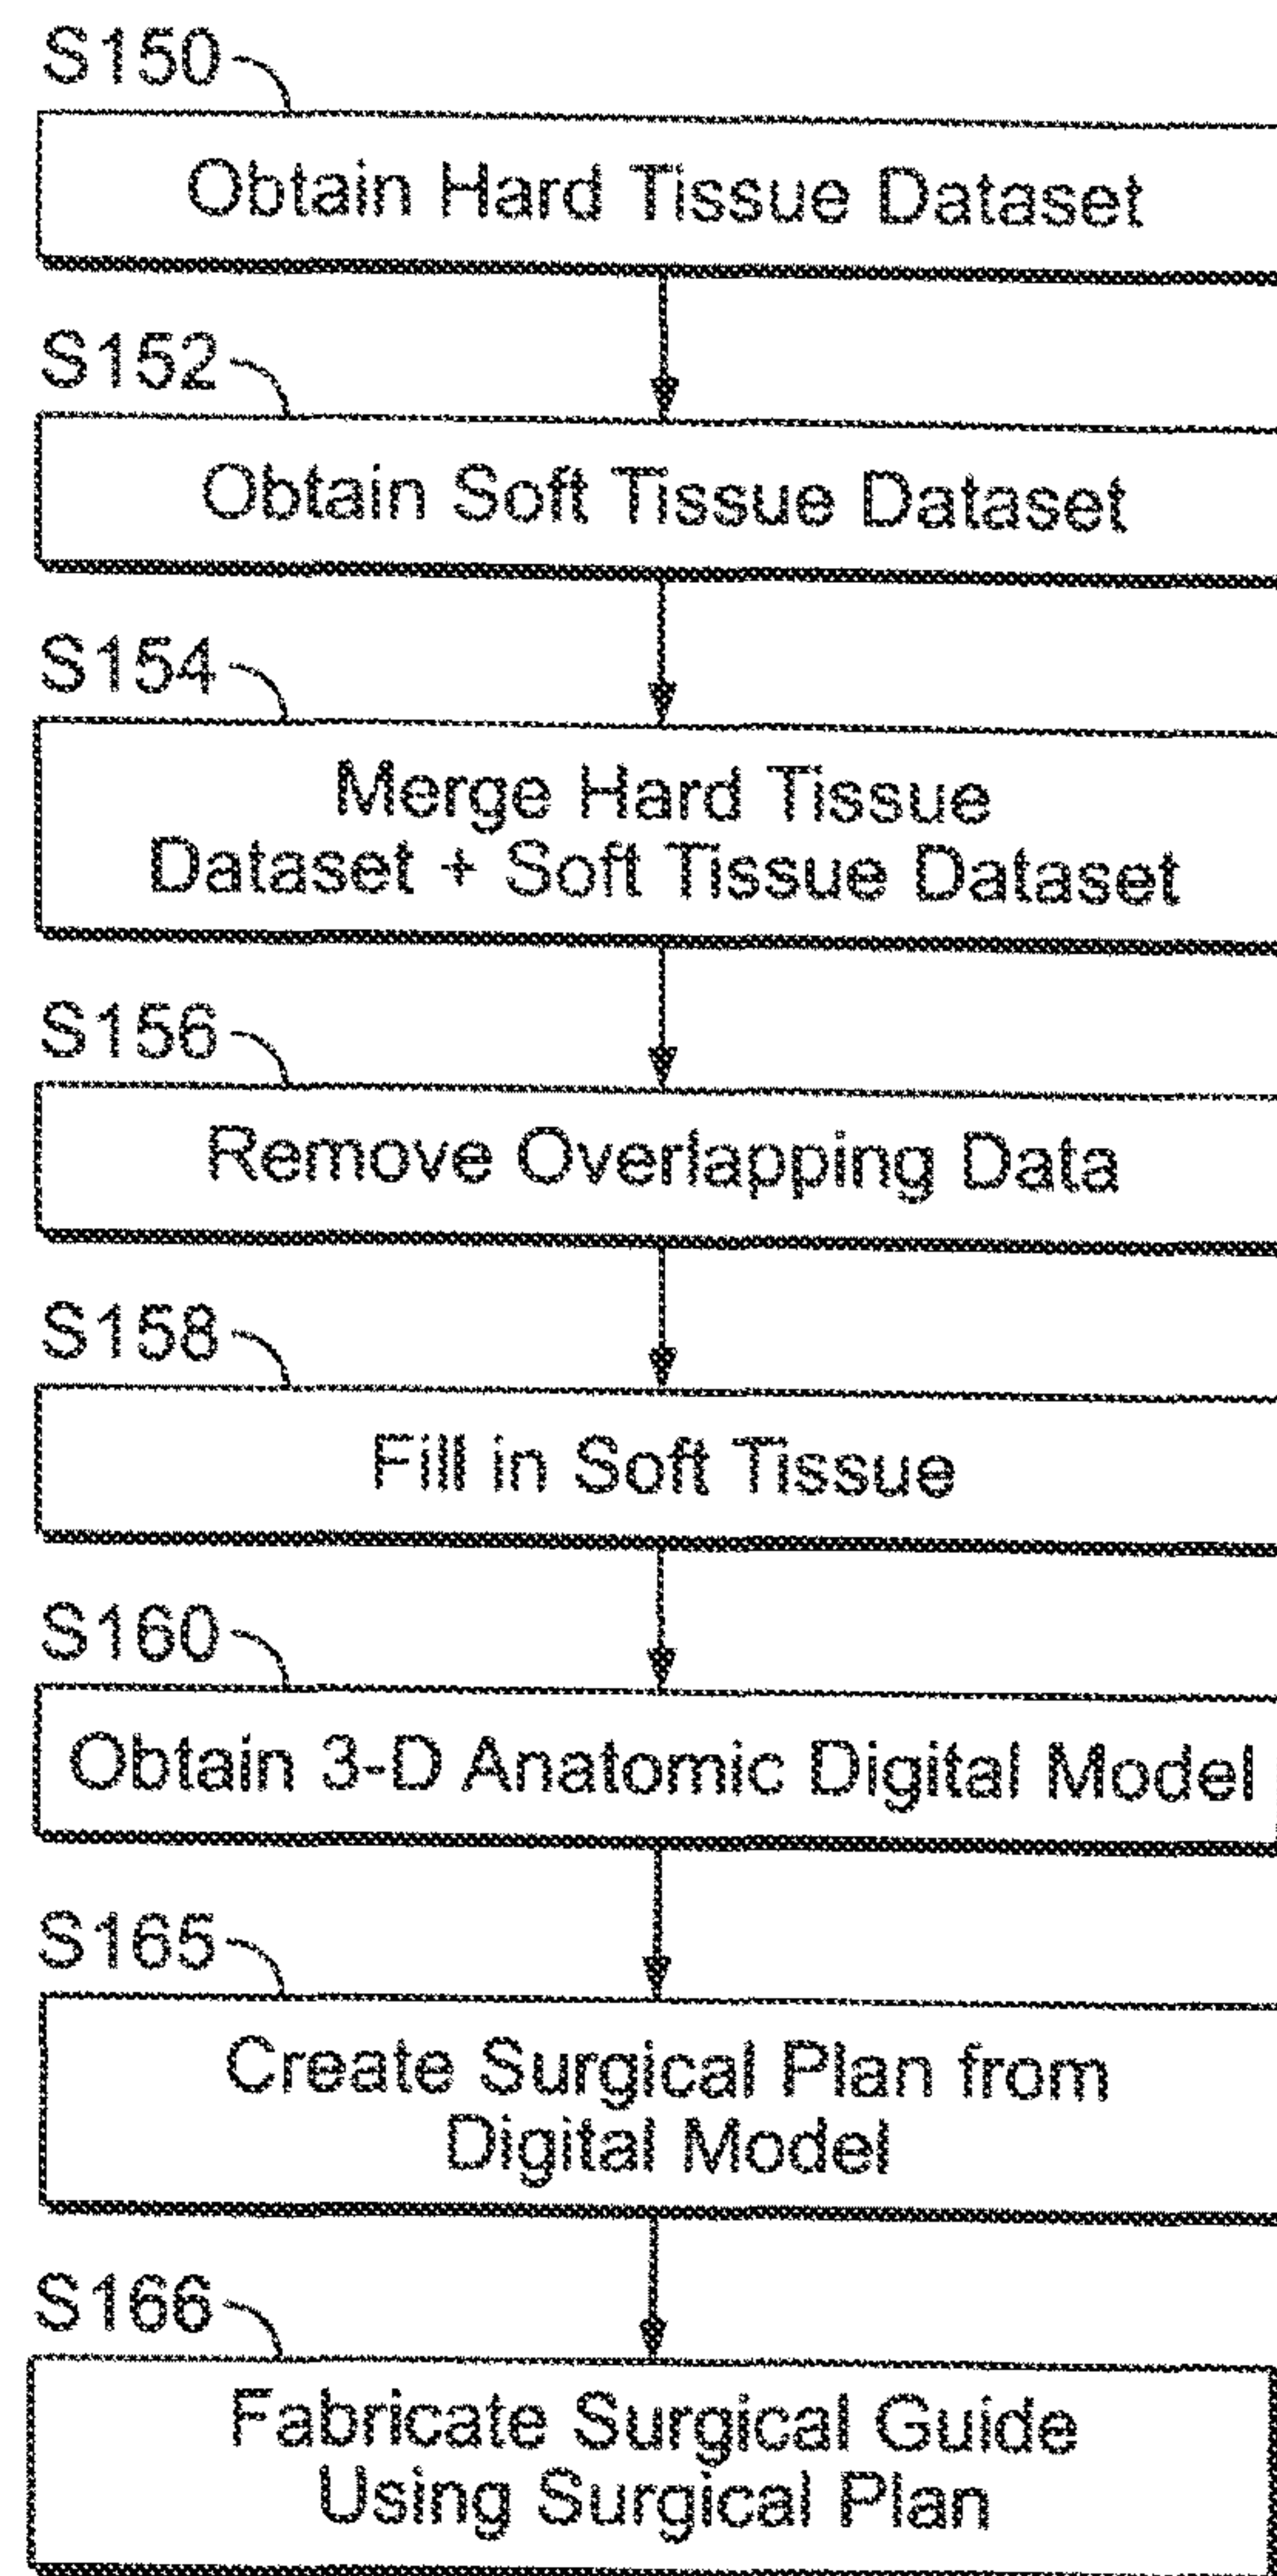 S150
Obtain Hard Tissue Dataset
S152
Obtain Soft Tissue Dataset
S154
Merge Hard Tissue
Dataset + Soft Tissue Dataset
S156
Remove Overlapping Data
S158
Fill in Soft Tissue
S160
Obtain 3-D Anatomic Digital Model
S165
Create Surgical Plan from
Digital Model
S166
Fabricate Surgical Guide
Using Surgical Plan